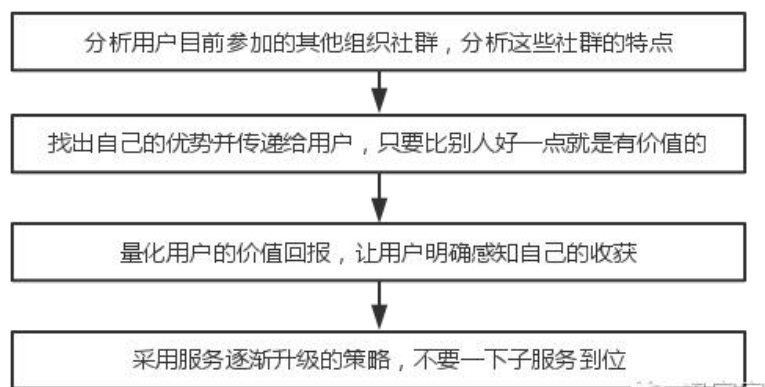 分析用户目前参加的其他组织社群，分析这些社群的特点
找出自己的优势并传递给用户，只要比别人好一点就是有价值的
量化用户的价值回报，让用户明确感知自己的收获
采用服务逐渐升级的策略，不要一下子服务到位